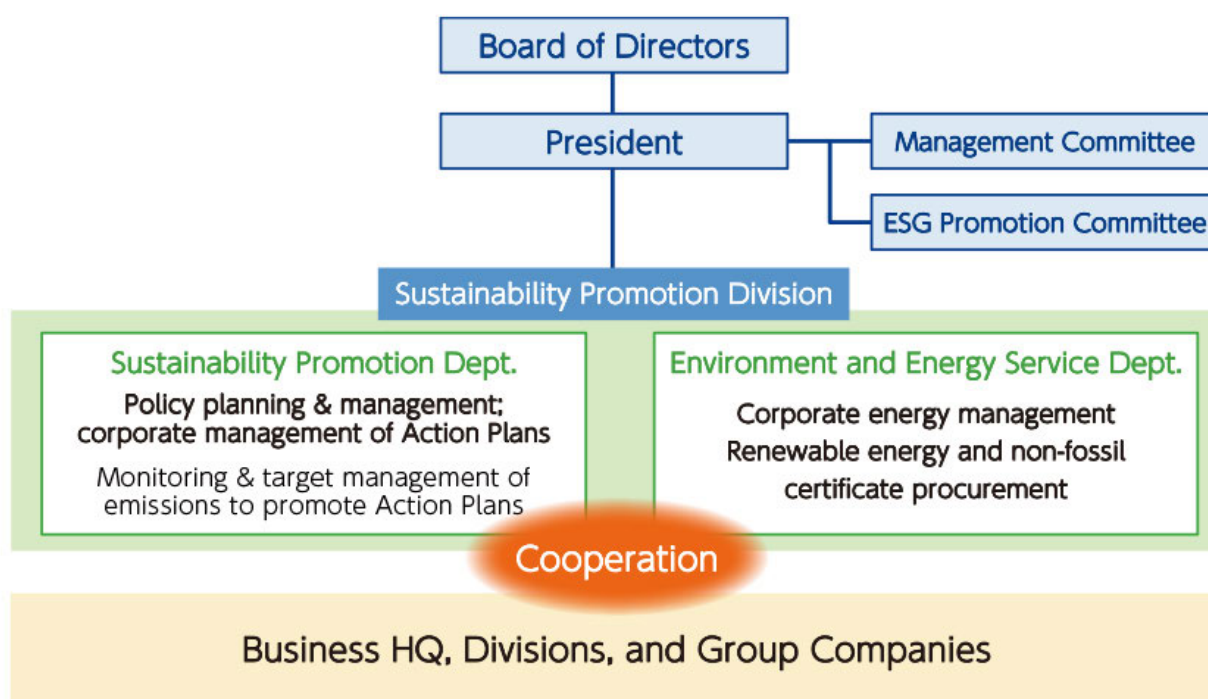 Board of Directors
President
Management Committee
ESG Promotion Committee
Sustainability Promotion Division
Sustainability Promotion Dept.
Policy planning & management;
corporate management of Action Plans
Monitoring & target management of
emissions to promote Action Plans
Environment and Energy Service Dept.
Corporate energy management
Renewable energy and non-fossil
certificate procurement
Cooperation
Business HQ, Divisions, and Group Companies